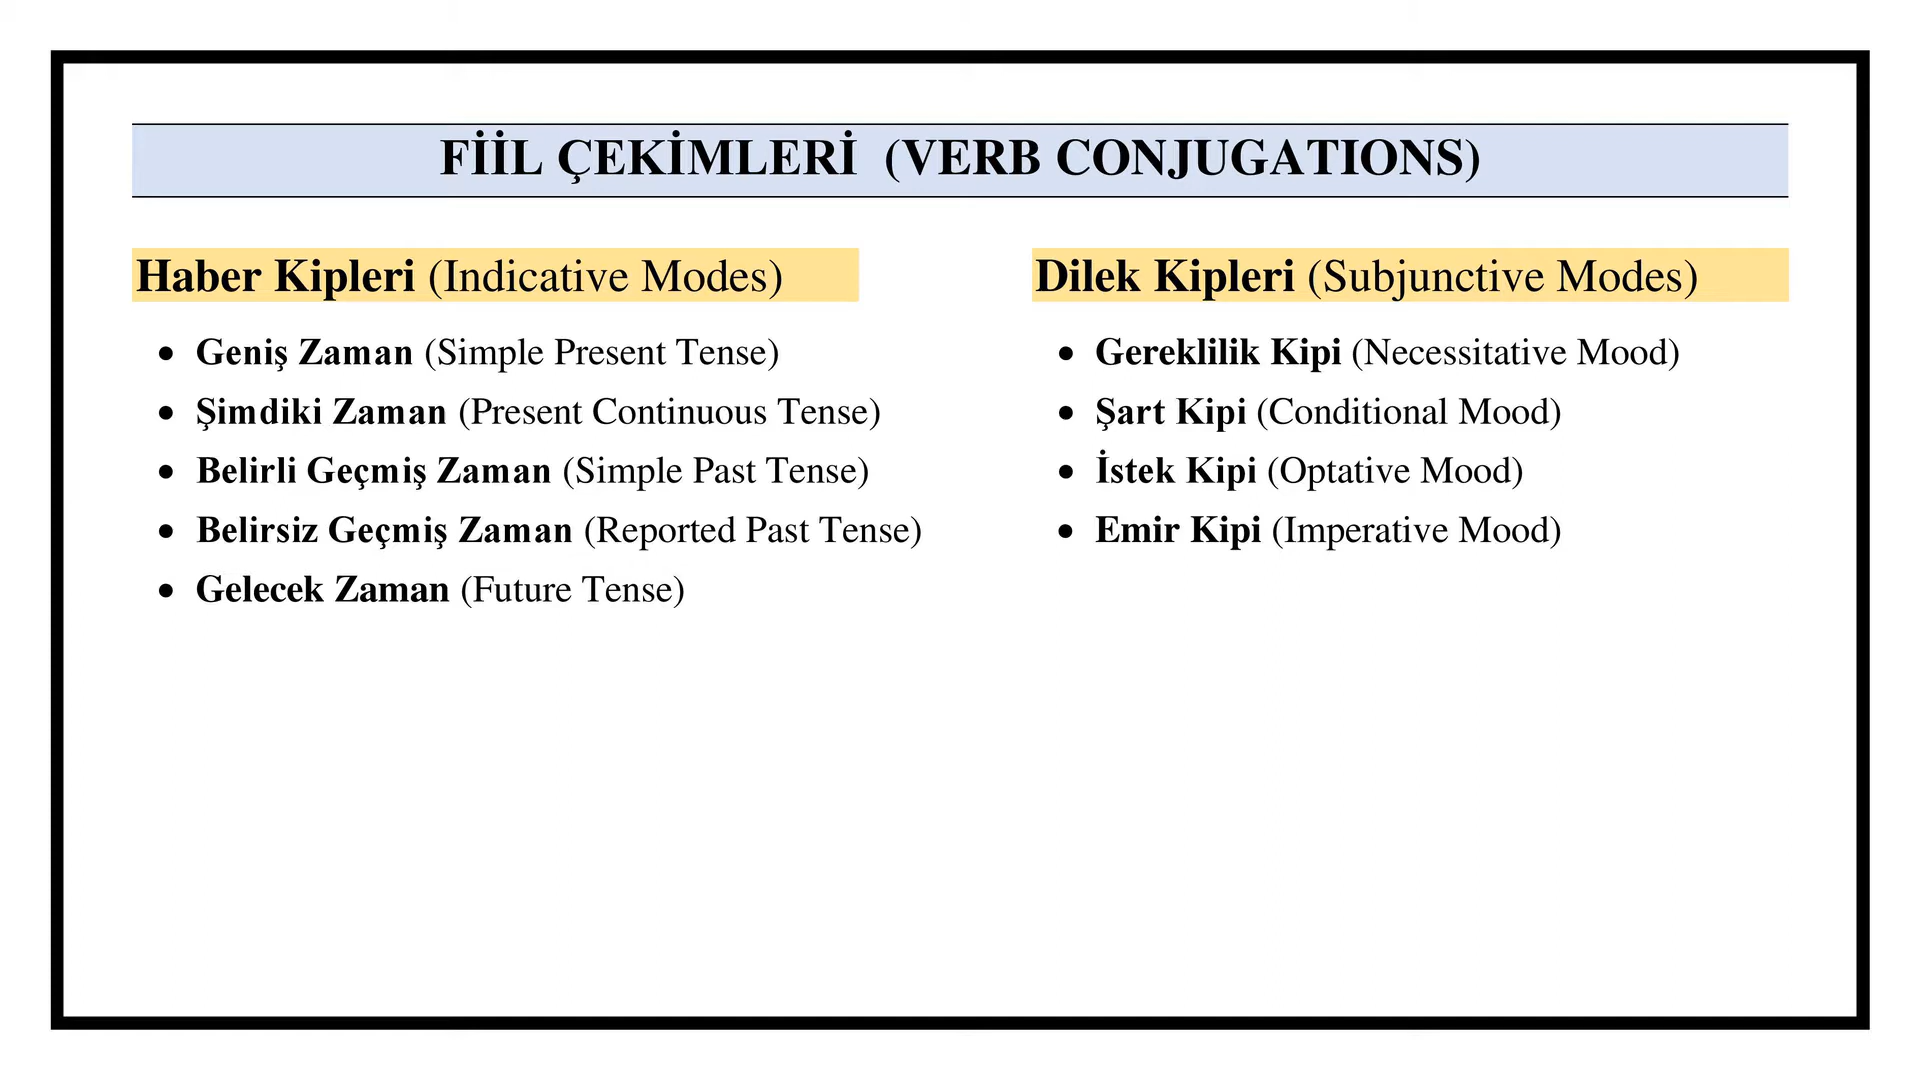 FİİL ÇEKİMLERİ (VERB CONJUGATIONS)
Haber Kipleri (Indicative Modes)
• Geniş Zaman (Simple Present Tense)
• Şimdiki Zaman (Present Continuous Tense)
• Belirli Geçmiş Zaman (Simple Past Tense)
• Belirsiz Geçmiş Zaman (Reported Past Tense)
• Gelecek Zaman (Future Tense)
Dilek Kipleri (Subjunctive Modes)
• Gereklilik Kipi (Necessitative Mood)
• Şart Kipi (Conditional Mood)
• İstek Kipi (Optative Mood)
• Emir Kipi (Imperative Mood)